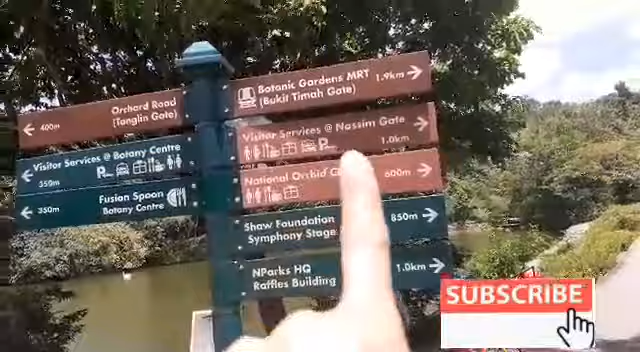 Orchard Road
(Tanglin Gate)
400m
Visitor Services @ Botany Centre
350m
Fusion Spoon
Botany Centre
350m
Botanic Gardens MRT
(Bukit Timah Gate)
1.9km
Visitor Services @ Nassim Gate
1.0km
National Orchid
600m
Shaw Foundation
Symphony Stage
850m
NParks HQ
Raffles Building
1.0km
SUBSCRIBE